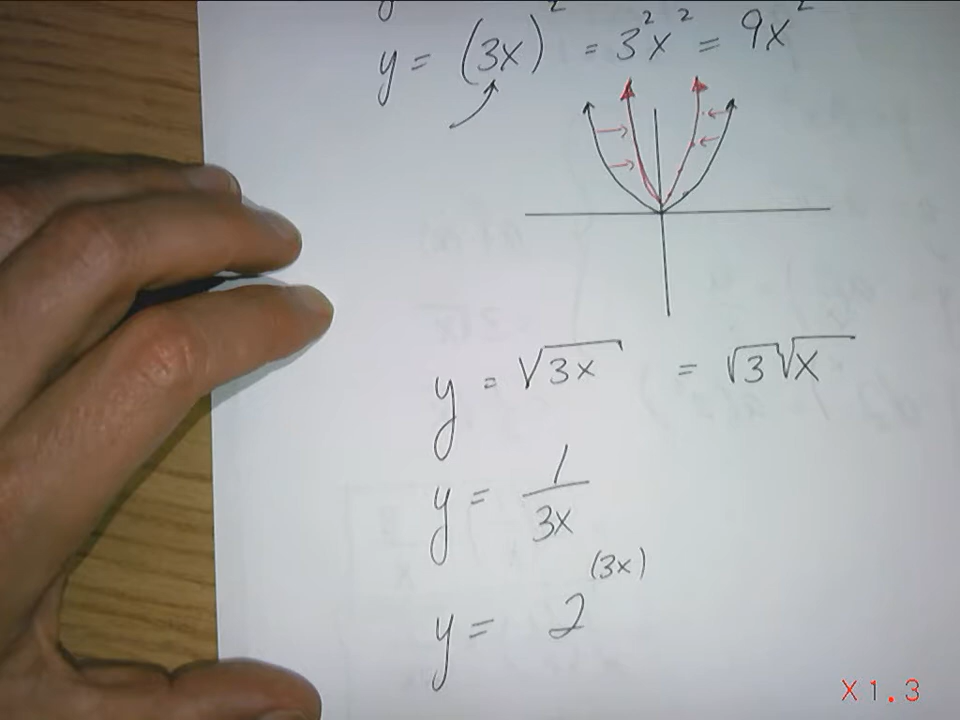 y = (3x)² = 3²x² = 9x²
y = √3x = √3 √x
y = 1/3x
y = 2^(3x)
X1.3